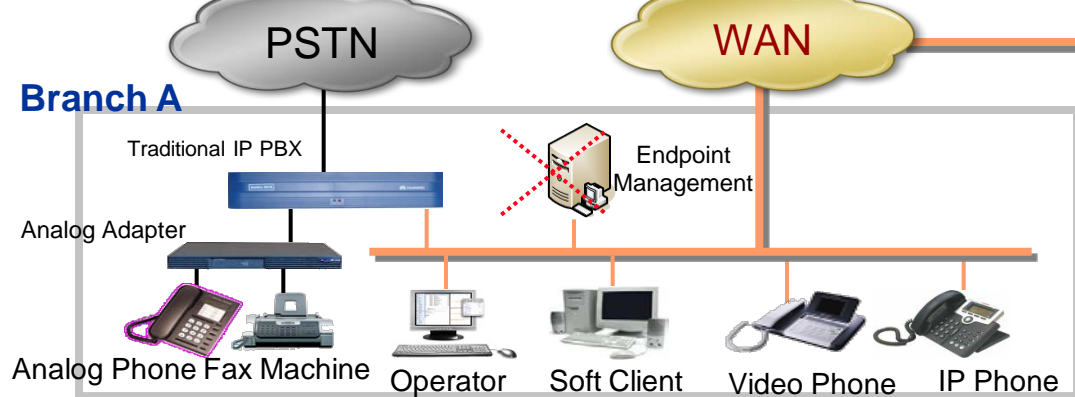 PSTN
WAN
Branch A
Traditional IP PBX
Endpoint
Management
Analog Adapter
Analog Phone
Fax Machine
Operator
Soft Client
Video Phone
IP Phone